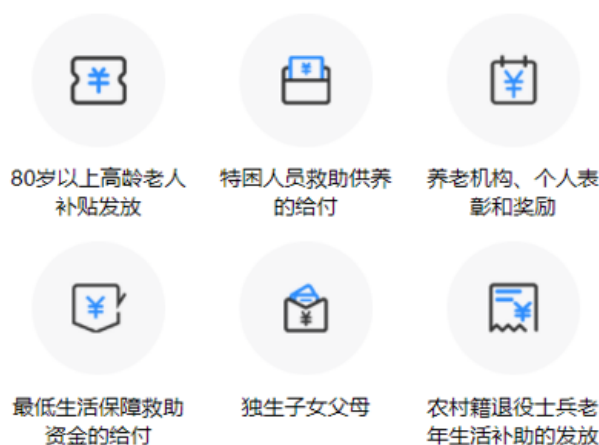 80岁以上高龄老人
补贴发放
特困人员救助供养
的给付
养老机构、个人表
彰和奖励
最低生活保障救助
资金的给付
独生子女父母
农村籍退役士兵老
年生活补助的发放